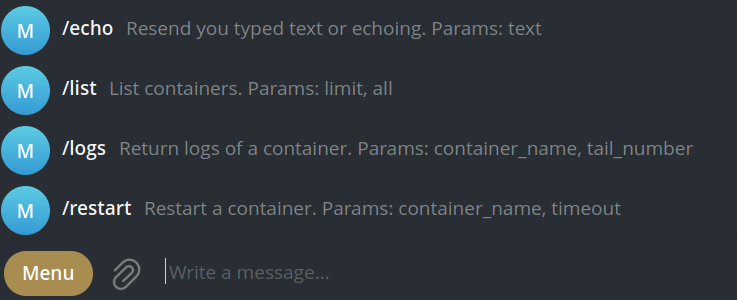 M /echo Resend you typed text or echoing. Params: text
M /list List containers. Params: limit, all
M /logs Return logs of a container. Params: container_name, tail_number
M /restart Restart a container. Params: container_name, timeout
Menu Write a message...